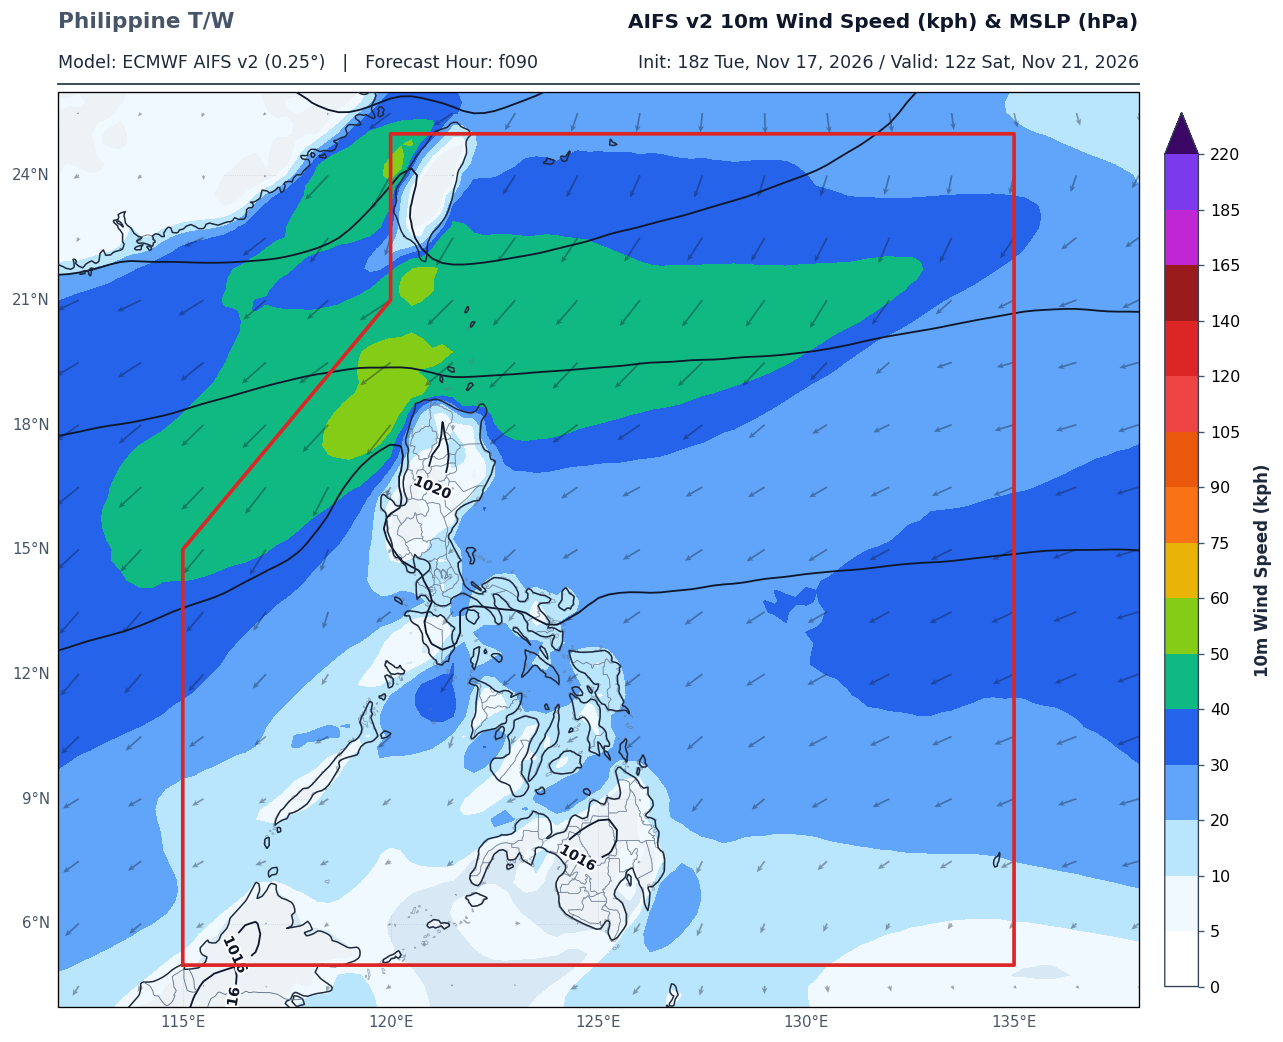 Philippine T/W
AIFS v2 10m Wind Speed (kph) & MSLP (hPa)
Model: ECMWF AIFS v2 (0.25°) | Forecast Hour: f090
Init: 18z Tue, Nov 17, 2026 / Valid: 12z Sat, Nov 21, 2026
24°N
21°N
18°N
15°N
12°N
9°N
6°N
115°E
120°E
125°E
130°E
135°E
1020
1016
1016
16
220
185
165
140
120
105
90
75
60
50
40
30
20
10
5
0
10m Wind Speed (kph)